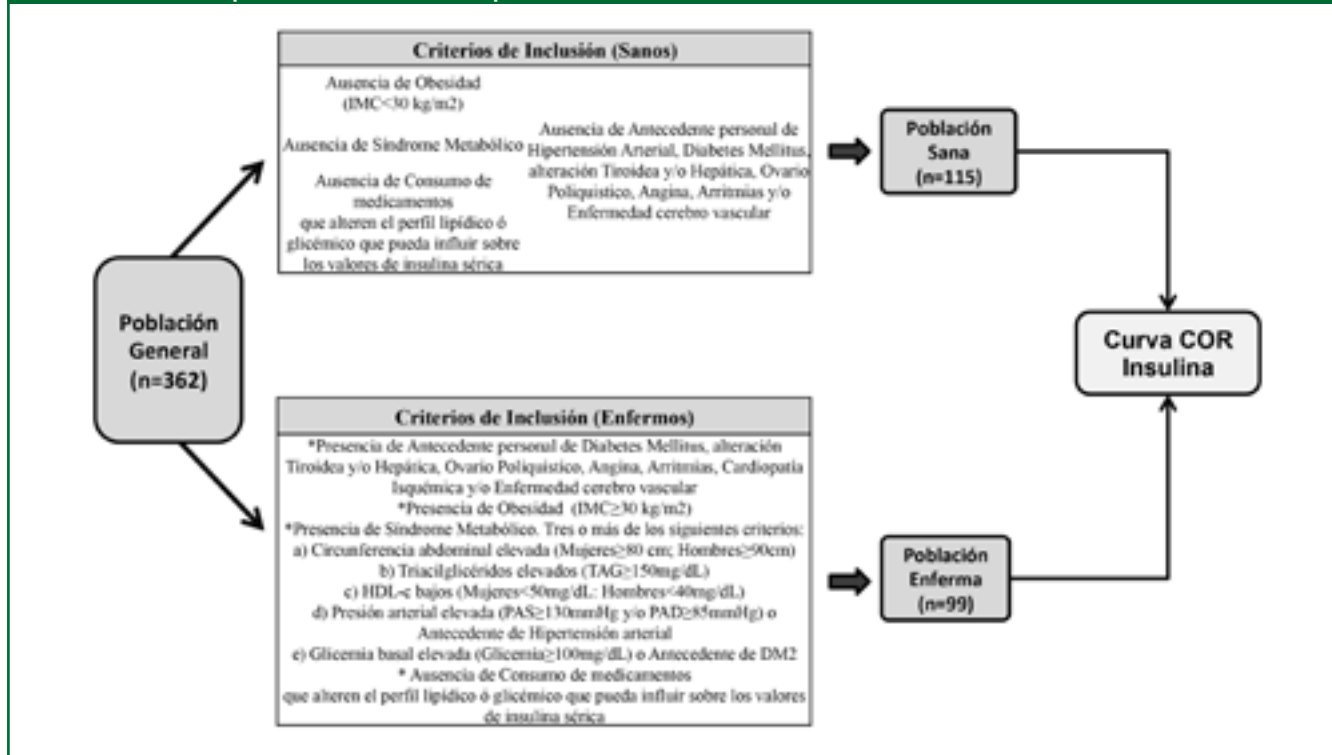 Criterios de Inclusión (Sanos)
Ausencia de Obesidad
(IMC<30 kg/m2)
Ausencia de Síndrome Metabólico
Ausencia de Consumo de
medicamentos
que alteren el perfil lipídico ó
glicémico que pueda influir sobre
los valores de insulina sérica
Ausencia de Antecedente personal de
Hipertensión Arterial, Diabetes Mellitus,
alteración Tiroidea y/o Hepática, Ovario
Poliquistico, Angina, Arritmias y/o
Enfermedad cerebro vascular
Población
Sana
(n=115)
Población
General
(n=362)
Curva COR
Insulina
Criterios de Inclusión (Enfermos)
*Presencia de Antecedente personal de Diabetes Mellitus, alteración
Tiroidea y/o Hepática, Ovario Poliquistico, Angina, Arritmias, Cardiopatía
Isquémica y/o Enfermedad cerebro vascular
*Presencia de Obesidad (IMC≥30 kg/m2)
*Presencia de Síndrome Metabólico. Tres o más de los siguientes criterios:
a) Circunferencia abdominal elevada (Mujeres≥80 cm; Hombres≥90cm)
b) Triacilglicéridos elevados (TAG≥150mg/dL)
c) HDL-c bajos (Mujeres<50mg/dL: Hombres<40mg/dL)
d) Presión arterial elevada (PAS≥130mmHg y/o PAD≥85mmHg) o
Antecedente de Hipertensión arterial
e) Glicemia basal elevada (Glicemia≥100mg/dL) o Antecedente de DM2
* Ausencia de Consumo de medicamentos
que alteren el perfil lipídico ó glicémico que pueda influir sobre los valores
de insulina sérica
Población
Enferma
(n=99)